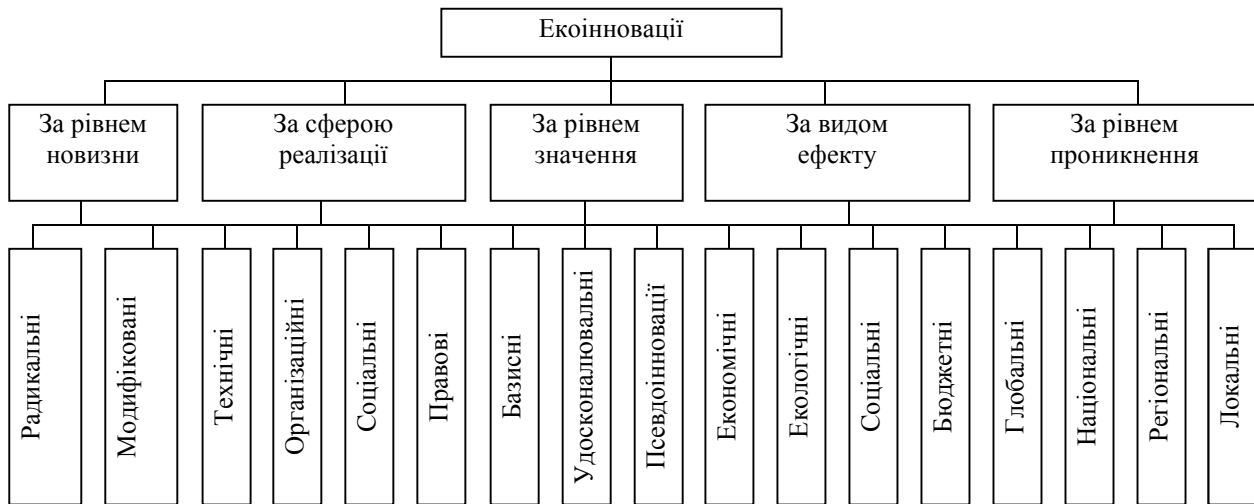 Екоінновації
За рівнем
новизни
За сферою
реалізації
За рівнем
значення
За видом
ефекту
За рівнем
проникнення
Радикальні
Модифіковані
Технічні
Організаційні
Соціальні
Правові
Базисні
Удосконалювальні
Псевдоінновації
Економічні
Екологічні
Соціальні
Бюджетні
Глобальні
Національні
Регіональні
Локальні